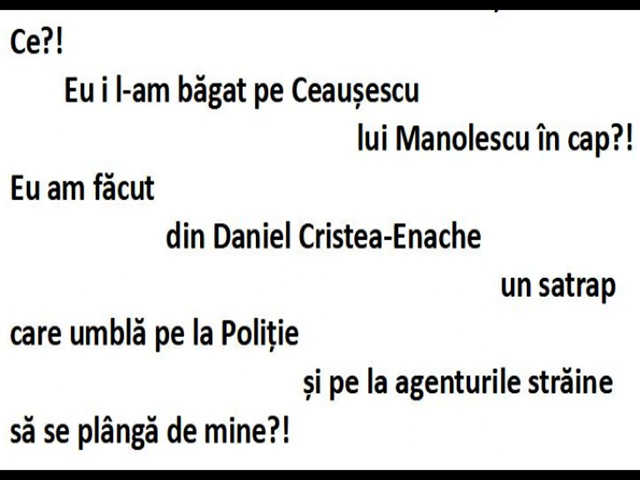 Ce?!
Eu i l-am băgat pe Ceaușescu
lui Manolescu în cap?!
Eu am făcut
din Daniel Cristea-Enache
un satrap
care umblă pe la Poliție
și pe la agenturile străine
să se plângă de mine?!